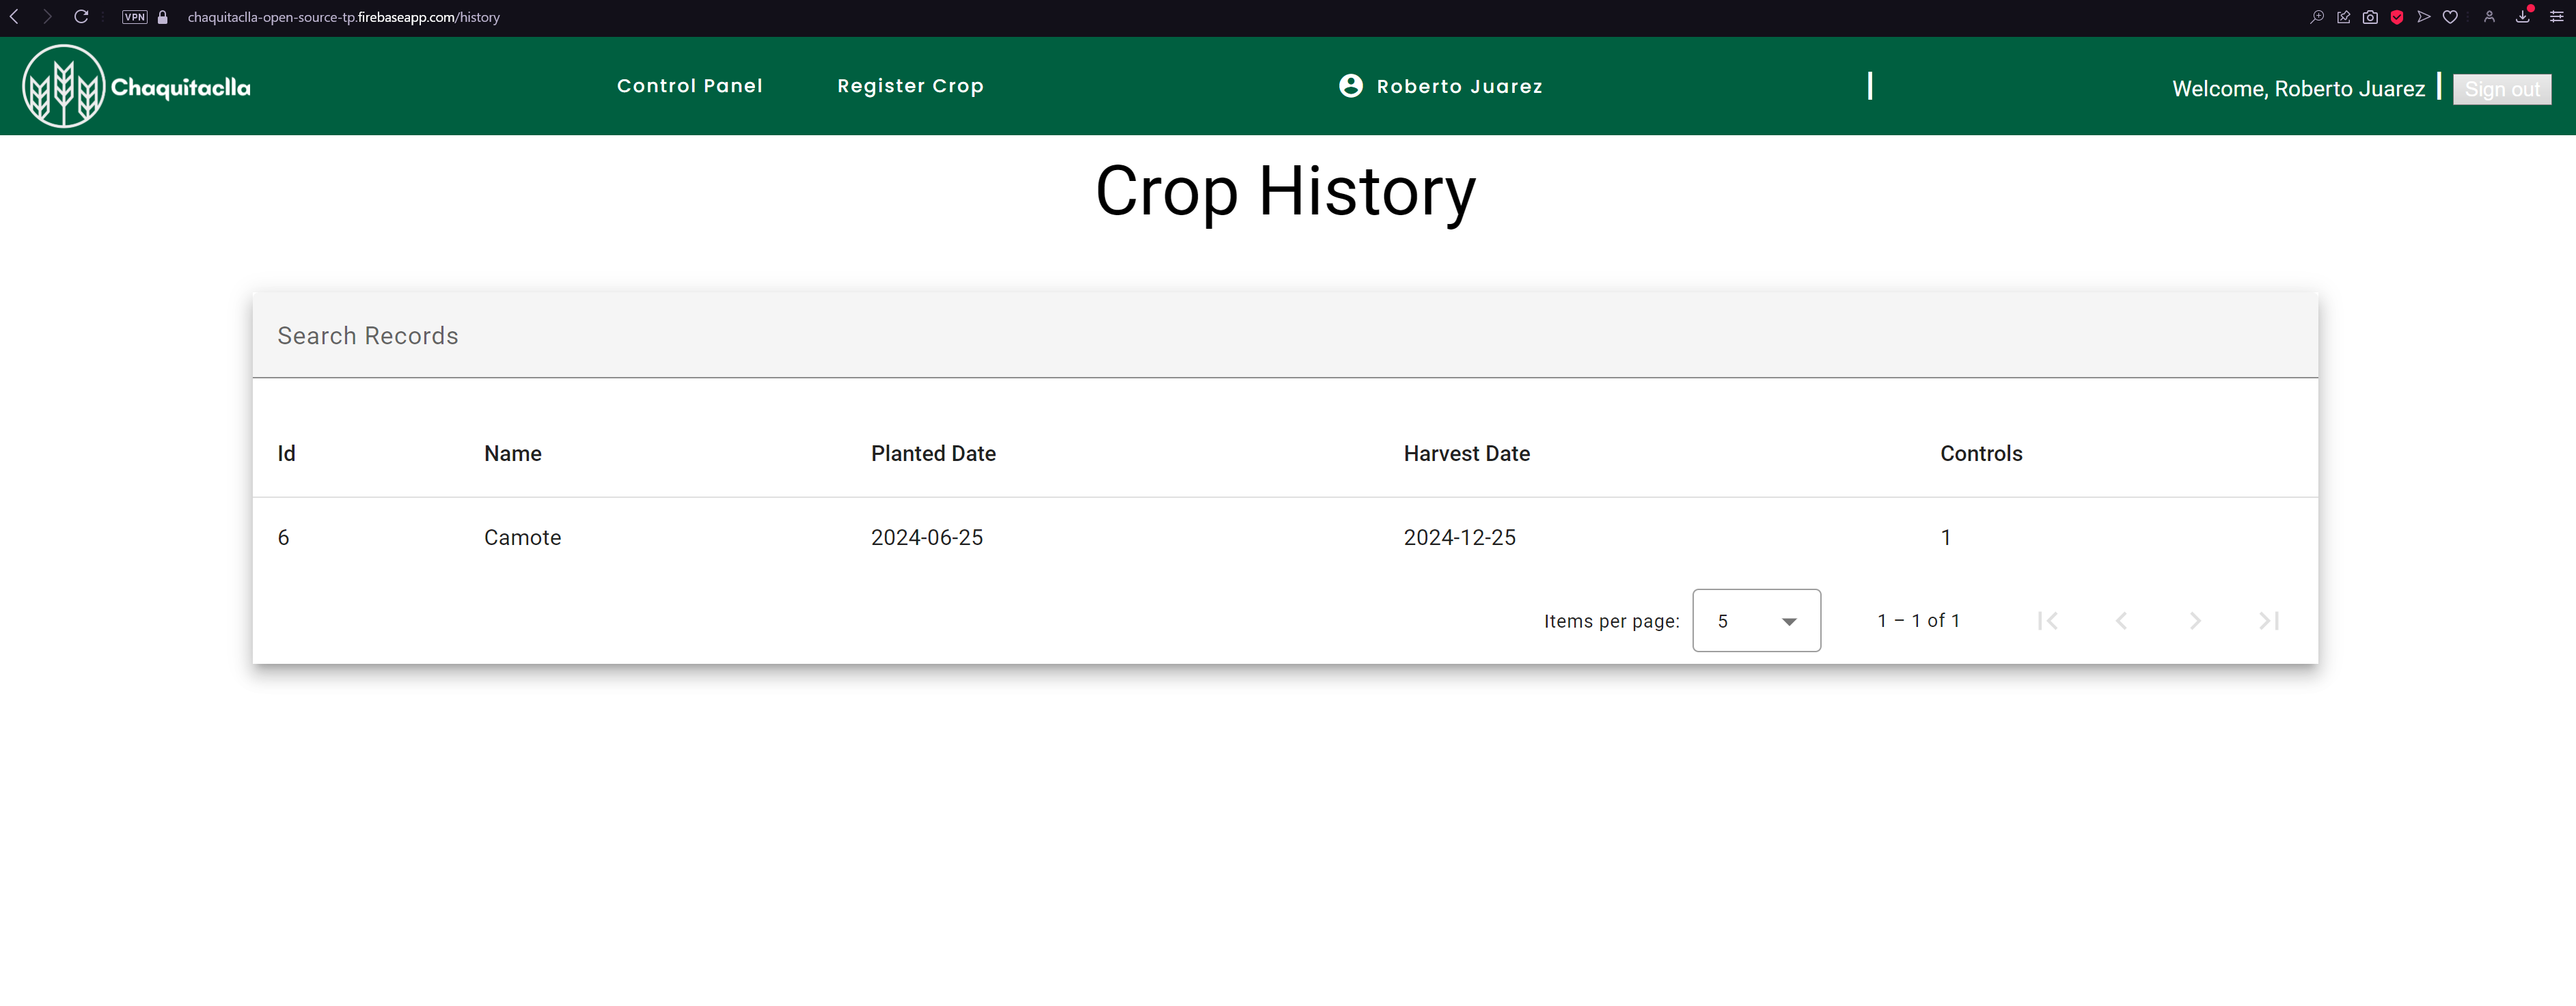 VPN chaquitaclla-open-source-tp.firebaseapp.com/history
Chaquitaclla Control Panel Register Crop Roberto Juarez Welcome, Roberto Juarez Sign out
Crop History
Search Records
Id Name Planted Date Harvest Date Controls
6 Camote 2024-06-25 2024-12-25 1
Items per page: 5 1 – 1 of 1